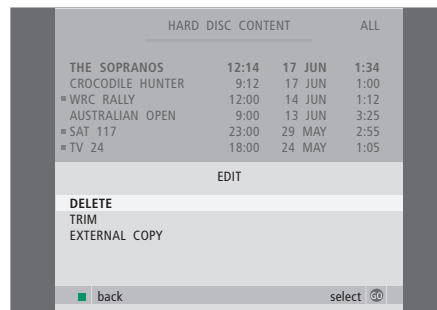 HARD DISC CONTENT ALL
THE SOPRANOS 12:14 17 JUN 1:34
CROCODILE HUNTER 9:12 17 JUN 1:00
WRC RALLY 12:00 14 JUN 1:12
AUSTRALIAN OPEN 9:00 13 JUN 3:25
SAT 117 23:00 29 MAY 2:55
TV 24 18:00 24 MAY 1:05
EDIT
DELETE
TRIM
EXTERNAL COPY
back select GO